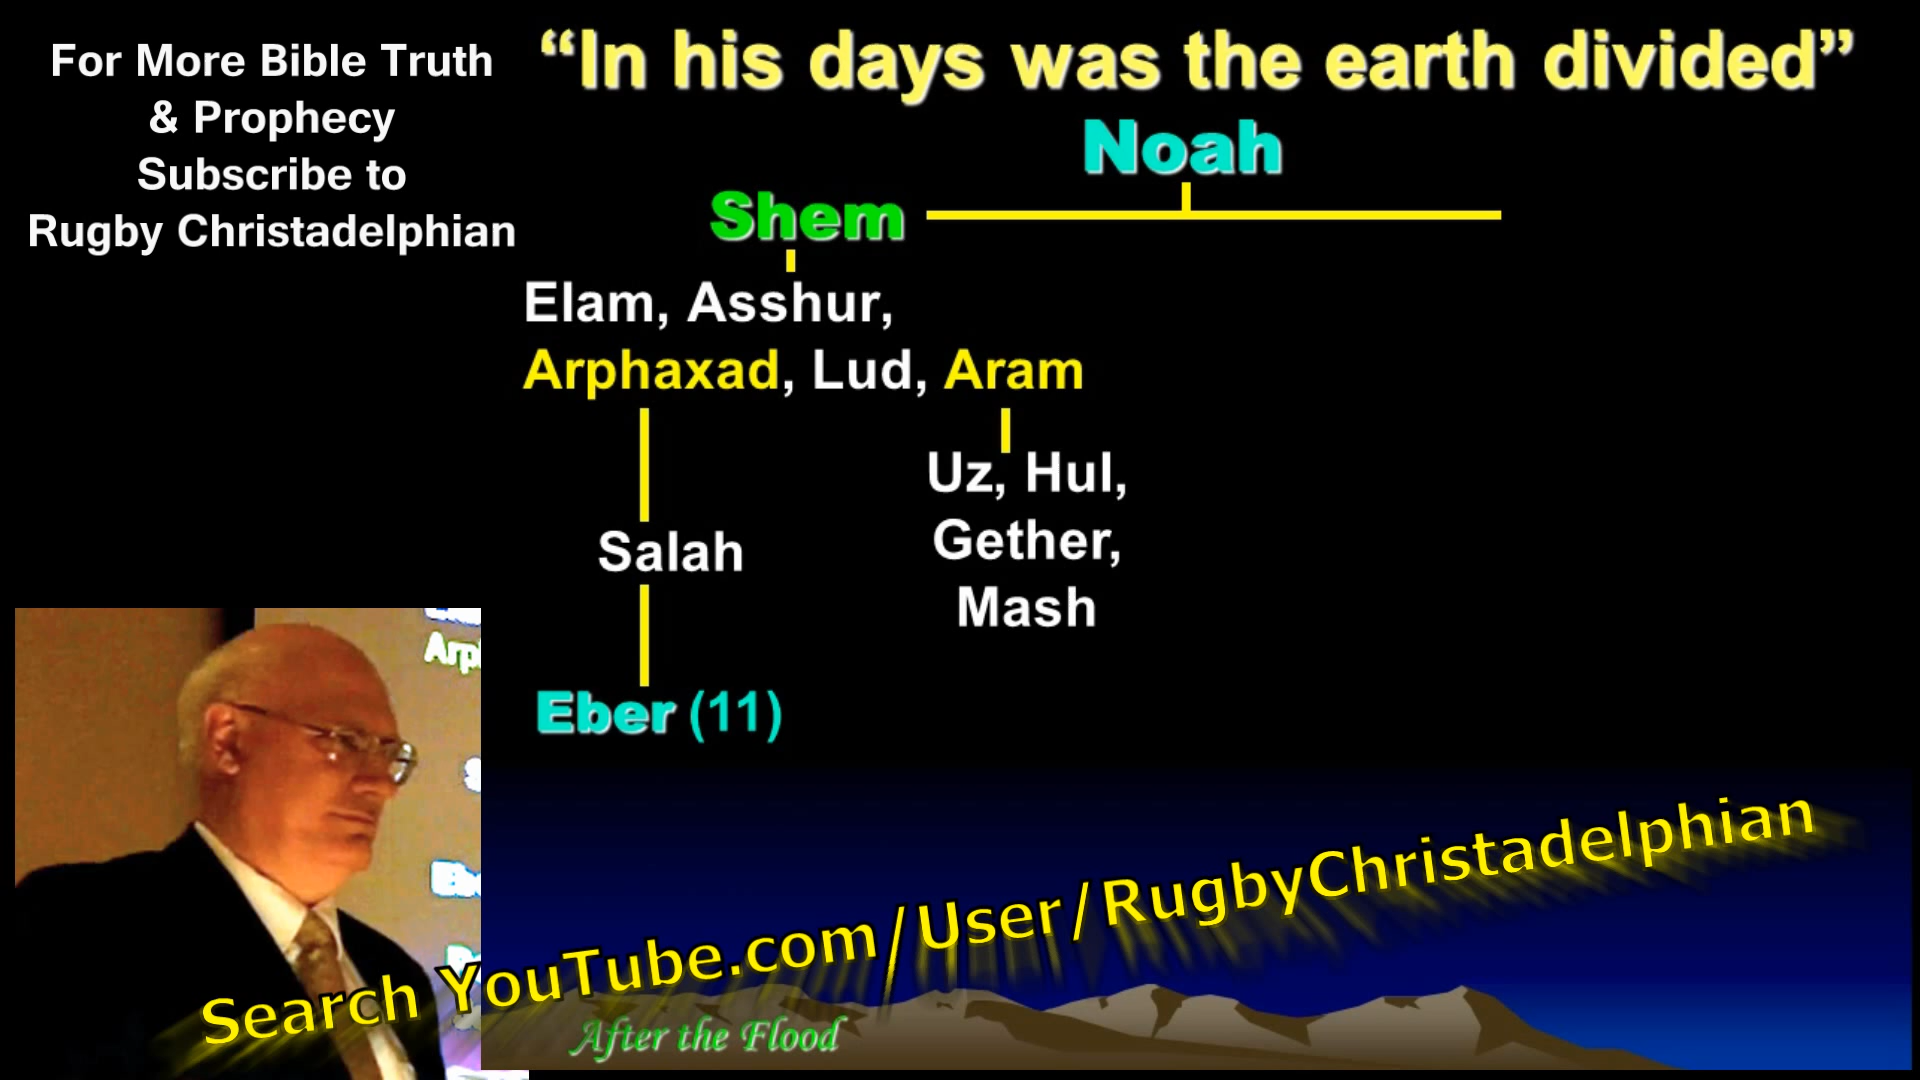 For More Bible Truth
& Prophecy
Subscribe to
Rugby Christadelphian
“In his days was the earth divided”
Noah
Shem
Elam, Asshur,
Arphaxad, Lud, Aram
Uz, Hul,
Gether,
Mash
Salah
Eber (11)
Arp
Search YouTube.com/User/RugbyChristadelphian
After the Flood